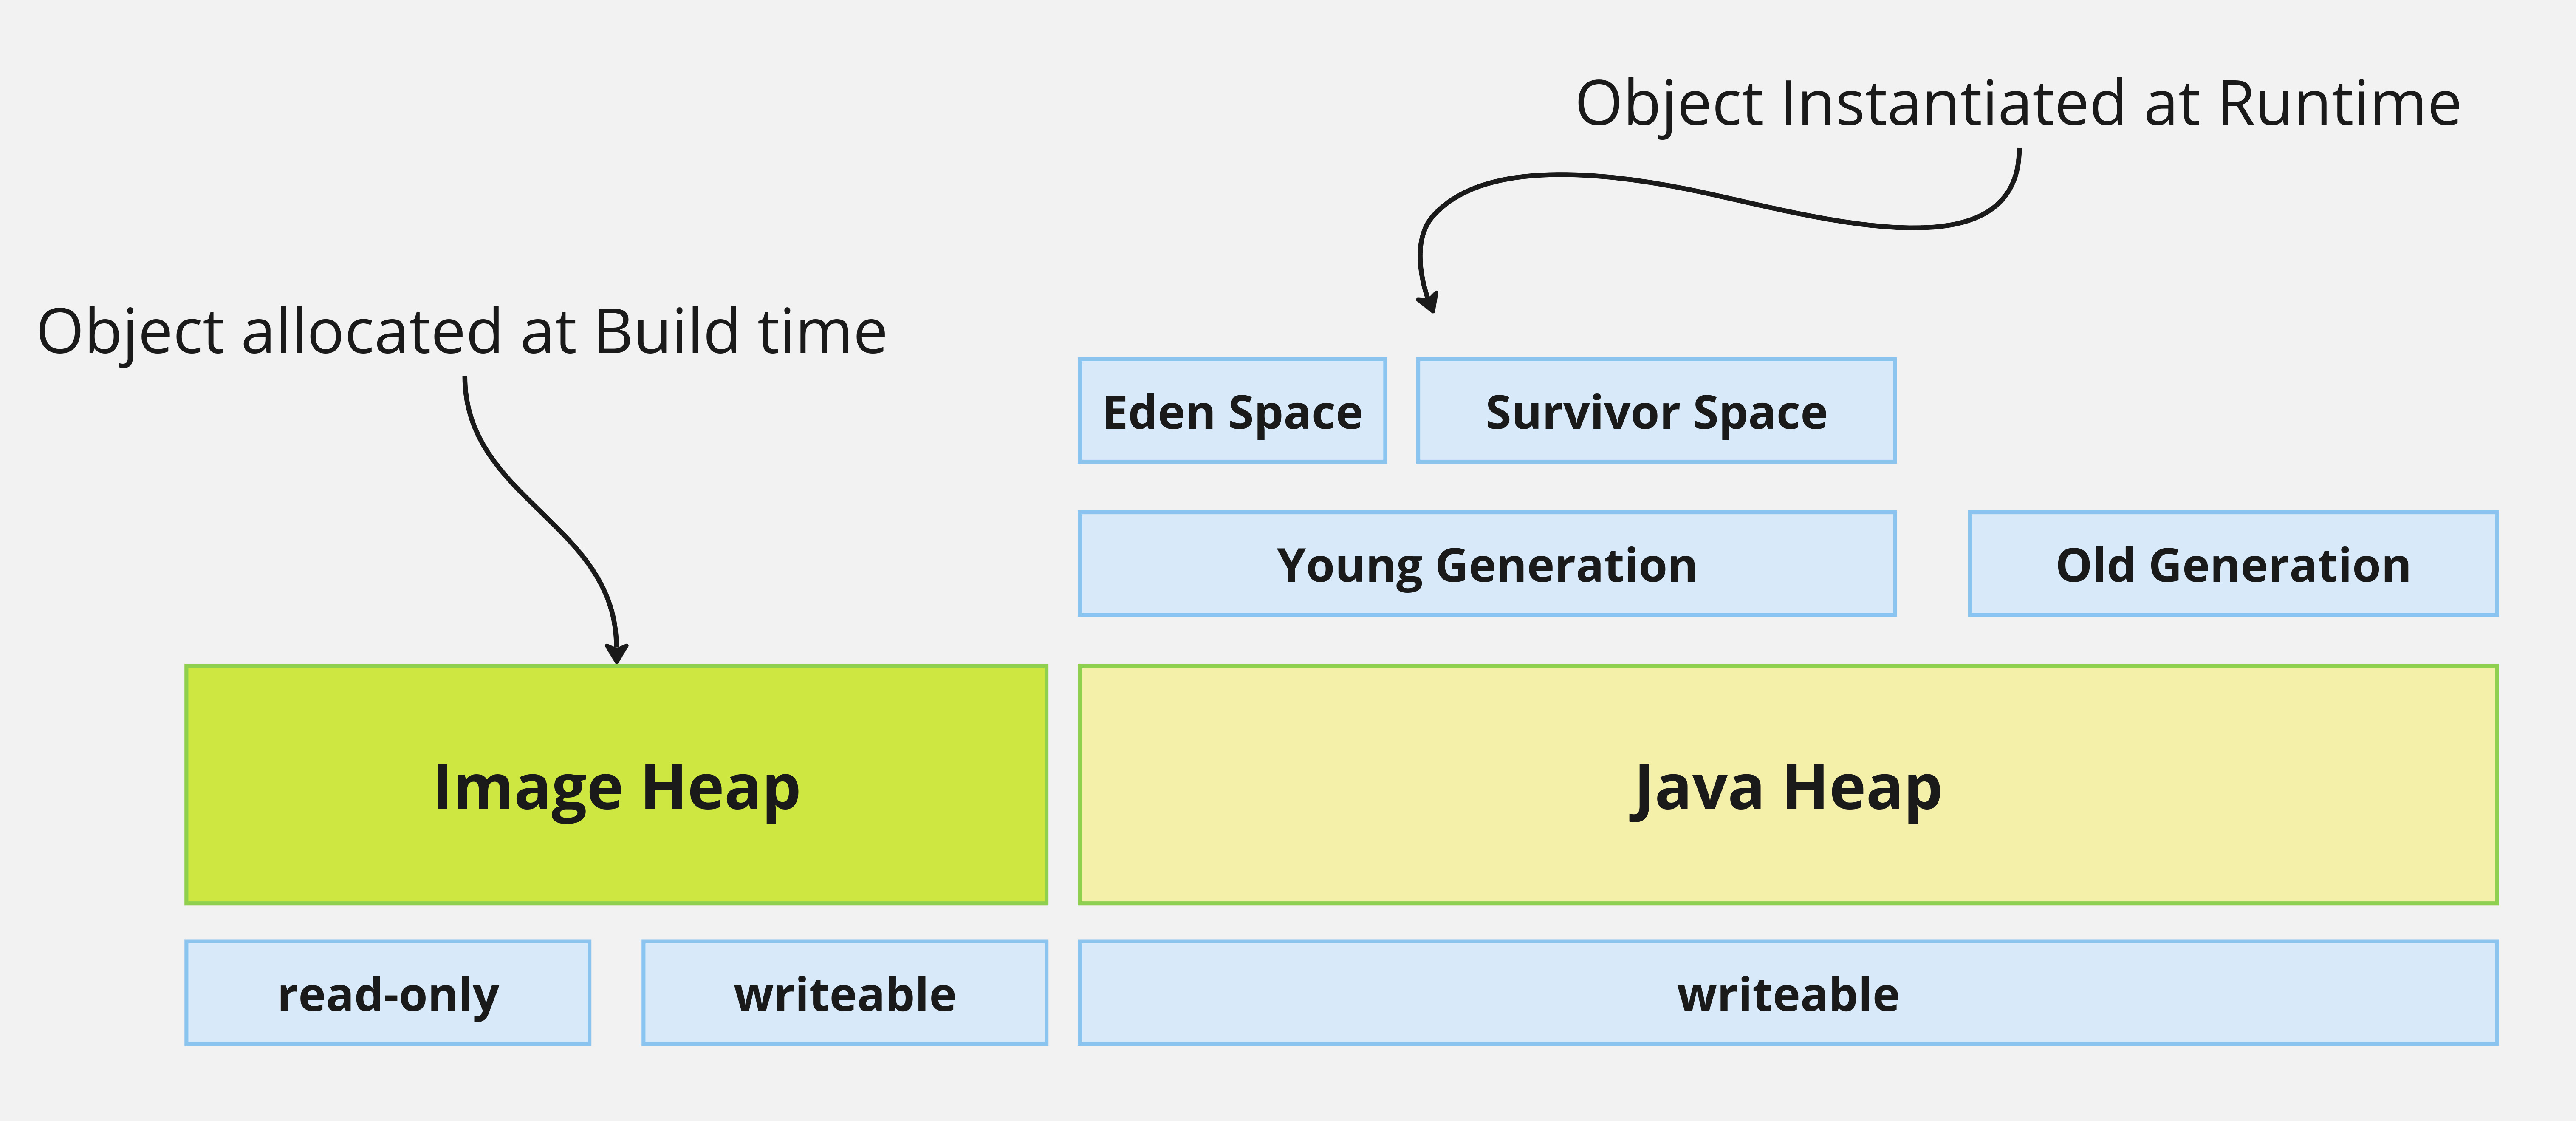 Object Instantiated at Runtime
Object allocated at Build time
Eden Space
Survivor Space
Young Generation
Old Generation
Image Heap
Java Heap
read-only
writeable
writeable